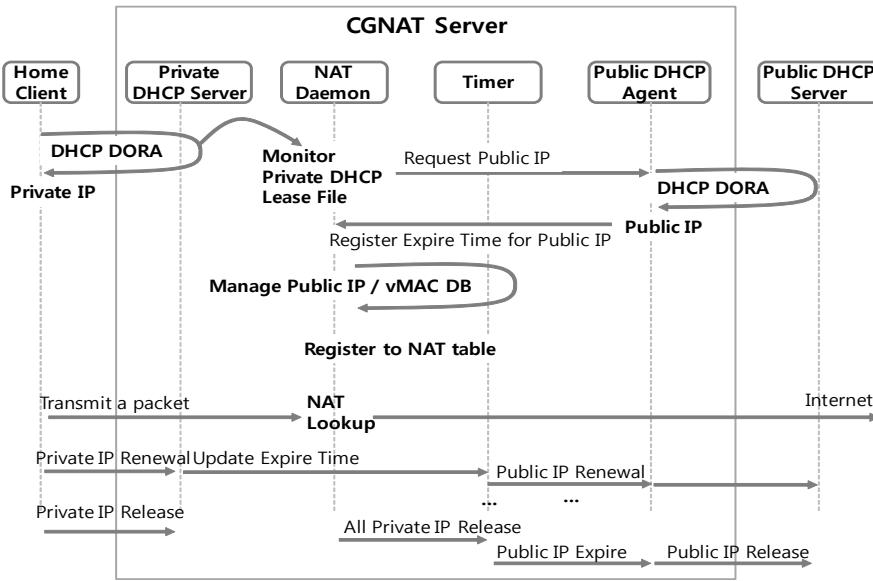 CGNAT Server
Home
Client
Private
DHCP Server
NAT
Daemon
Timer
Public DHCP
Agent
Public DHCP
Server
DHCP DORA
Private IP
Monitor
Private DHCP
Lease File
Request Public IP
DHCP DORA
Public IP
Register Expire Time for Public IP
Manage Public IP / vMAC DB
Register to NAT table
Transmit a packet
NAT
Lookup
Internet
Private IP Renewal
Update Expire Time
Public IP Renewal
... ...
Private IP Release
All Private IP Release
Public IP Expire
Public IP Release